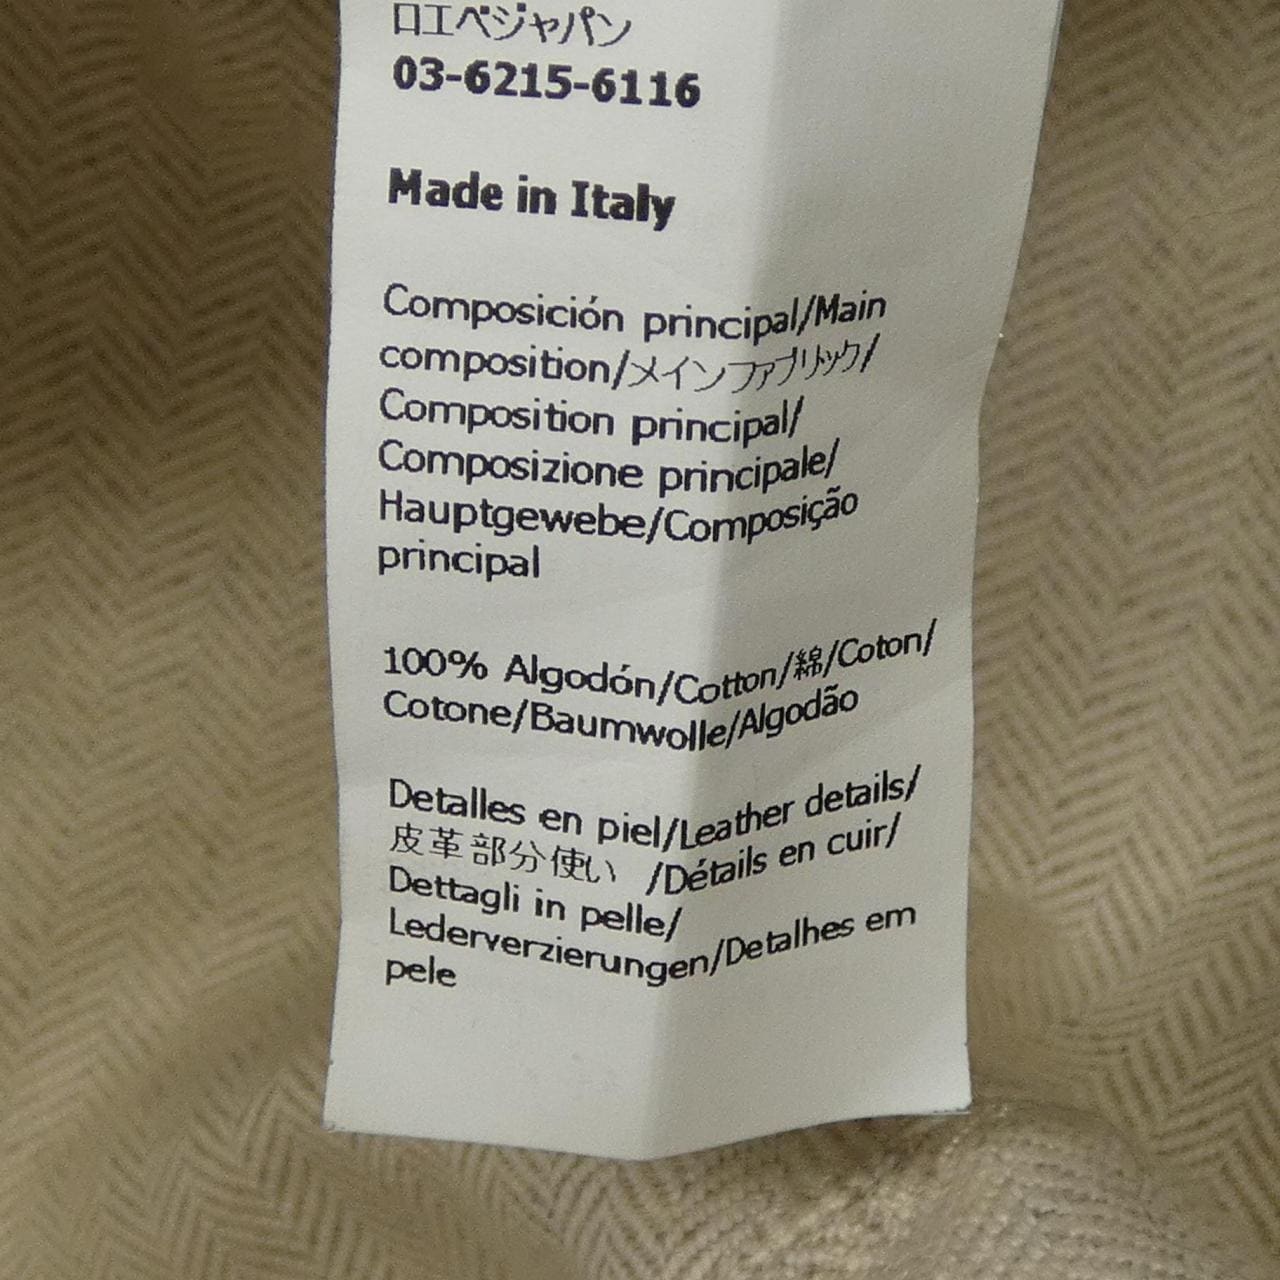 ロエベジャパン
03-6215-6116
Made in Italy
Composición principal/Main
composition/メインファブリック/
Composition principal/
Composizione principale/
Hauptgewebe/Composição
principal
100% Algodón/Cotton/綿/Coton/
Cotone/Baumwolle/Algodão
Detalles en piel/Leather details/
皮革部分使い /Détails en cuir/
Dettagli in pelle/
Lederverzierungen/Detalhes em
pele